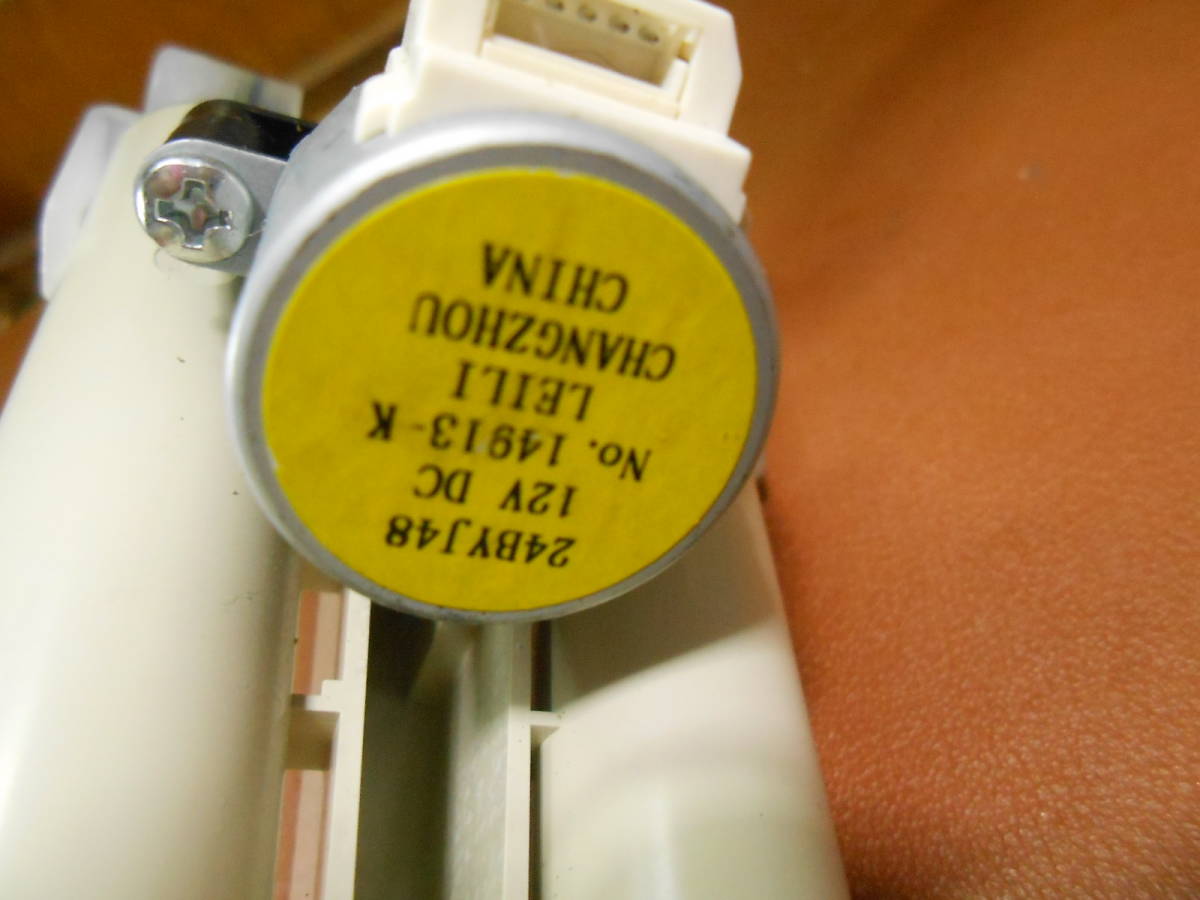 24BYJ48
12V DC
No. 14913-K
LEILI
CHANGZHOU
CHINA